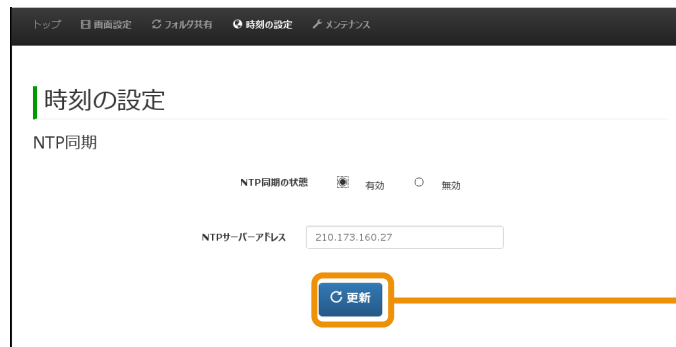 トップ 画面設定 フォルダ共有 時刻の設定 メンテナンス
時刻の設定
NTP同期
NTP同期の状態 有効 無効
NTPサーバーアドレス 210.173.160.27
更新